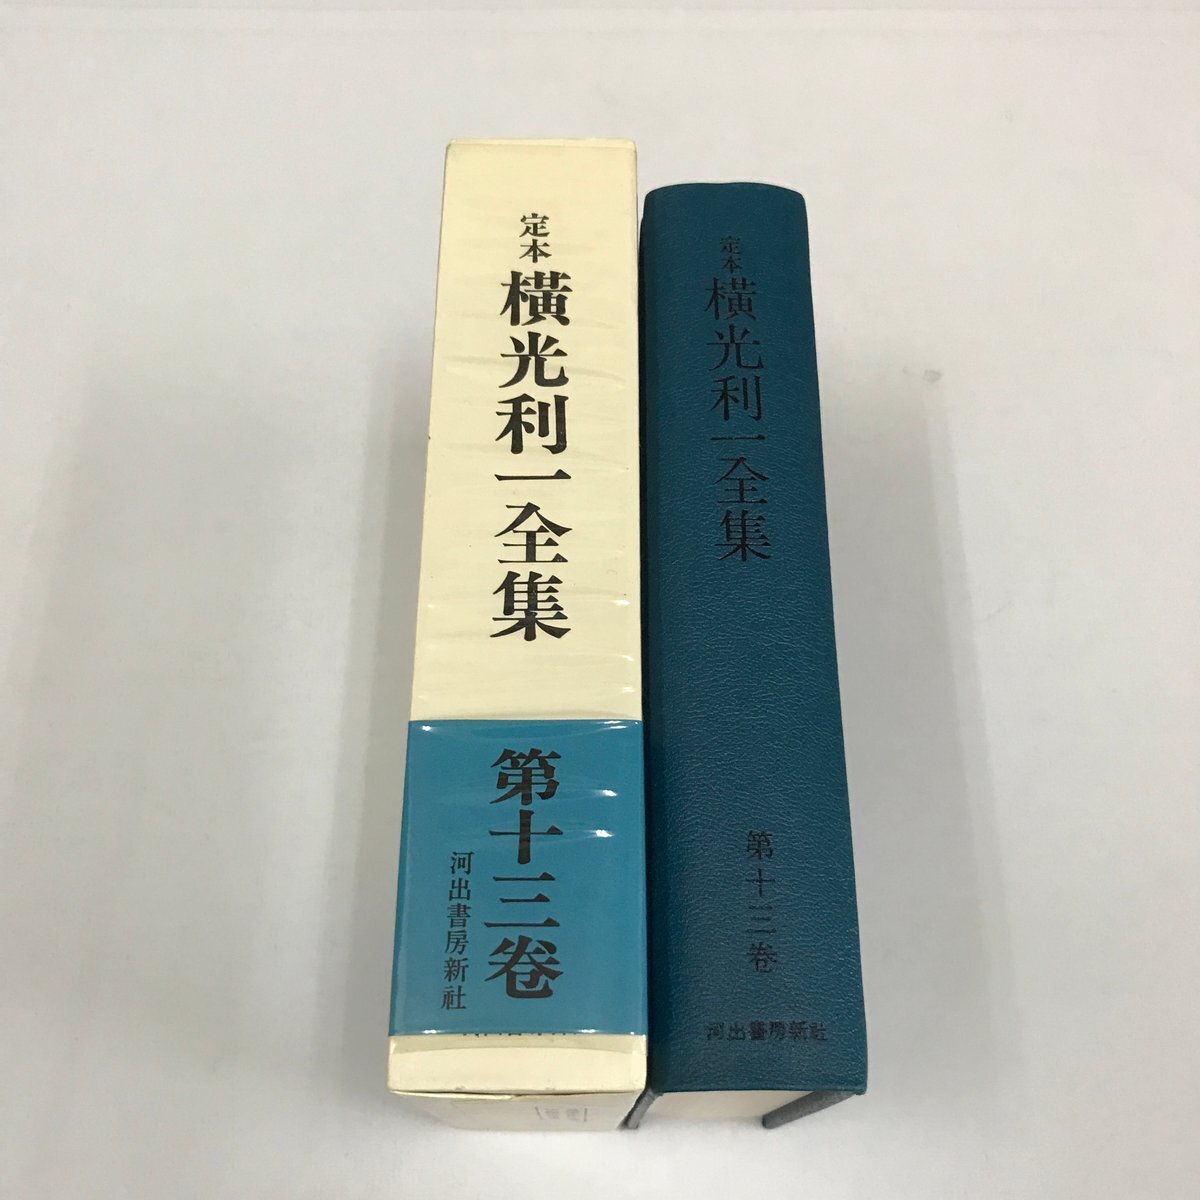 定本
横光利一全集
第十三巻
河出書房新社
定本
横光利一全集
第十三巻
河出書房新社